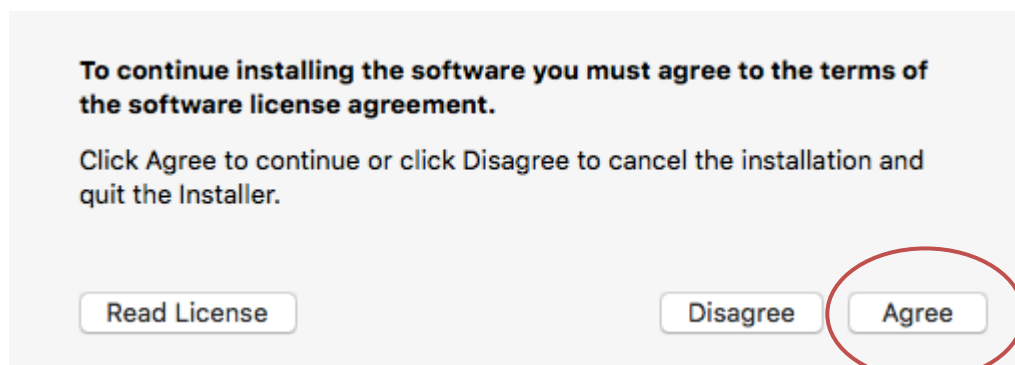 To continue installing the software you must agree to the terms of
the software license agreement.
Click Agree to continue or click Disagree to cancel the installation and
quit the Installer.
Read License Disagree Agree